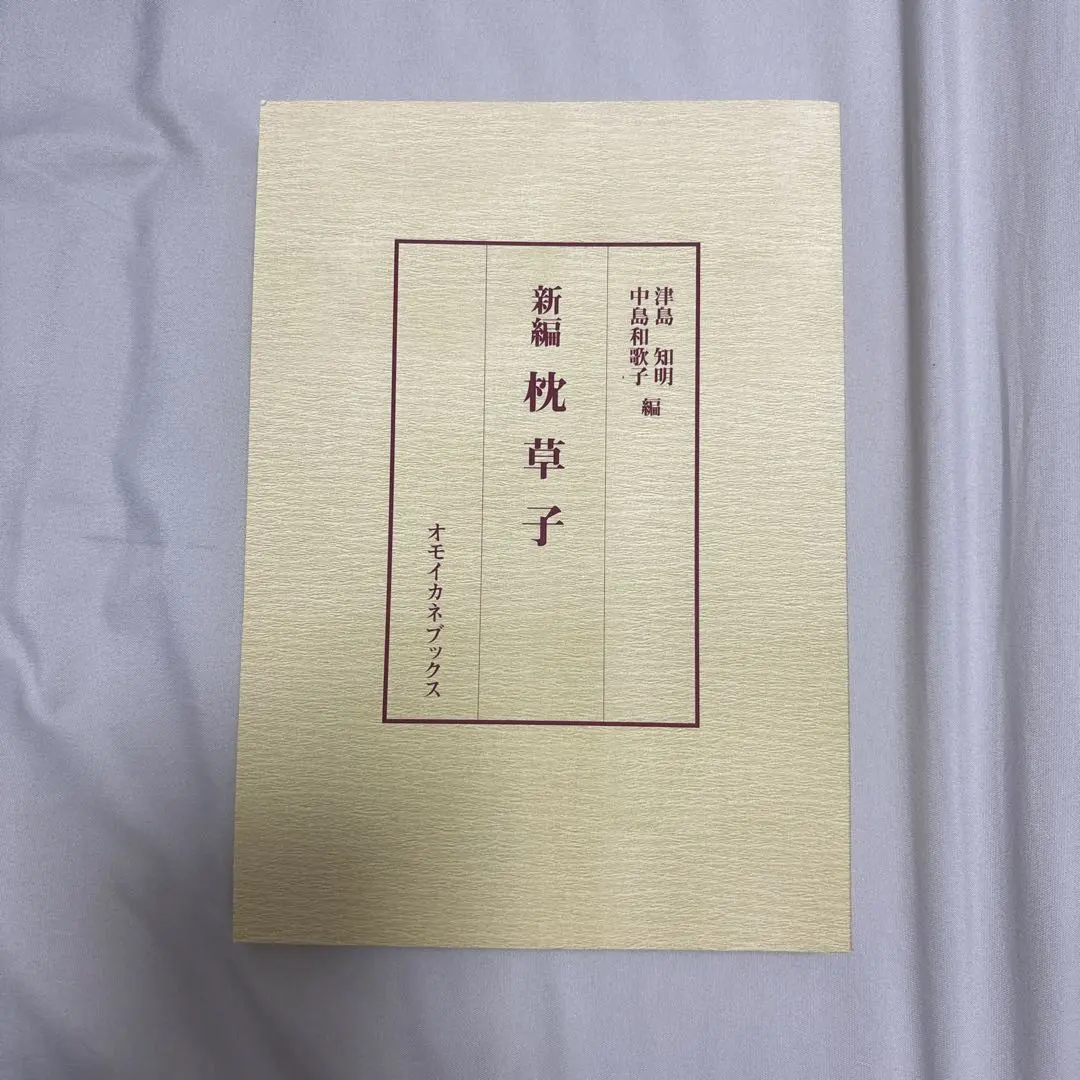 津島　知明
中島和歌子　編
新編　枕草子
オモイカネブックス